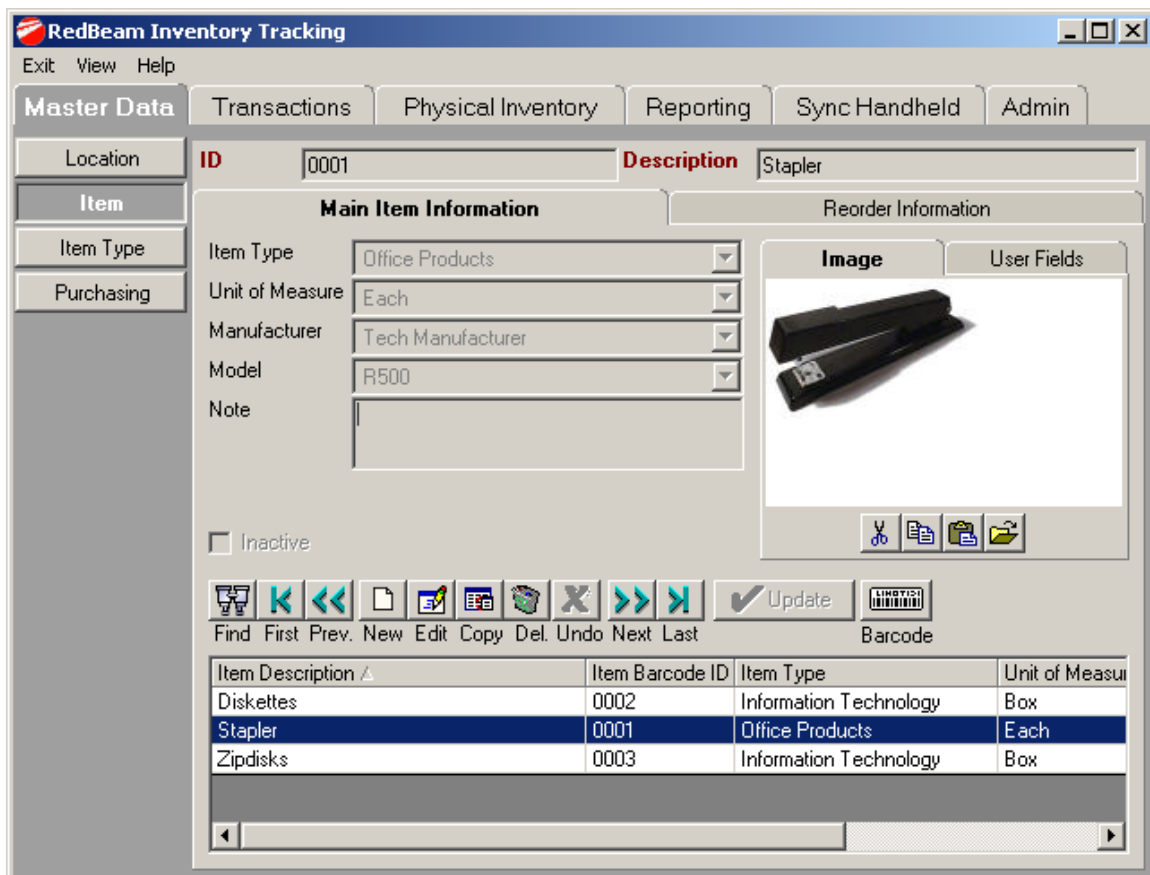 RedBeam Inventory Tracking
Exit View Help
Master Data Transactions Physical Inventory Reporting Sync Handheld Admin
Location
Item
Item Type
Purchasing
ID 0001 Description Stapler
Main Item Information Reorder Information
Item Type Office Products
Unit of Measure Each
Manufacturer Tech Manufacturer
Model R500
Note
Inactive
Image User Fields
Update
Find First Prev. New Edit Copy Del. Undo Next Last Barcode
Item Description Item Barcode ID Item Type Unit of Measu
Diskettes 0002 Information Technology Box
Stapler 0001 Office Products Each
Zipdisks 0003 Information Technology Box